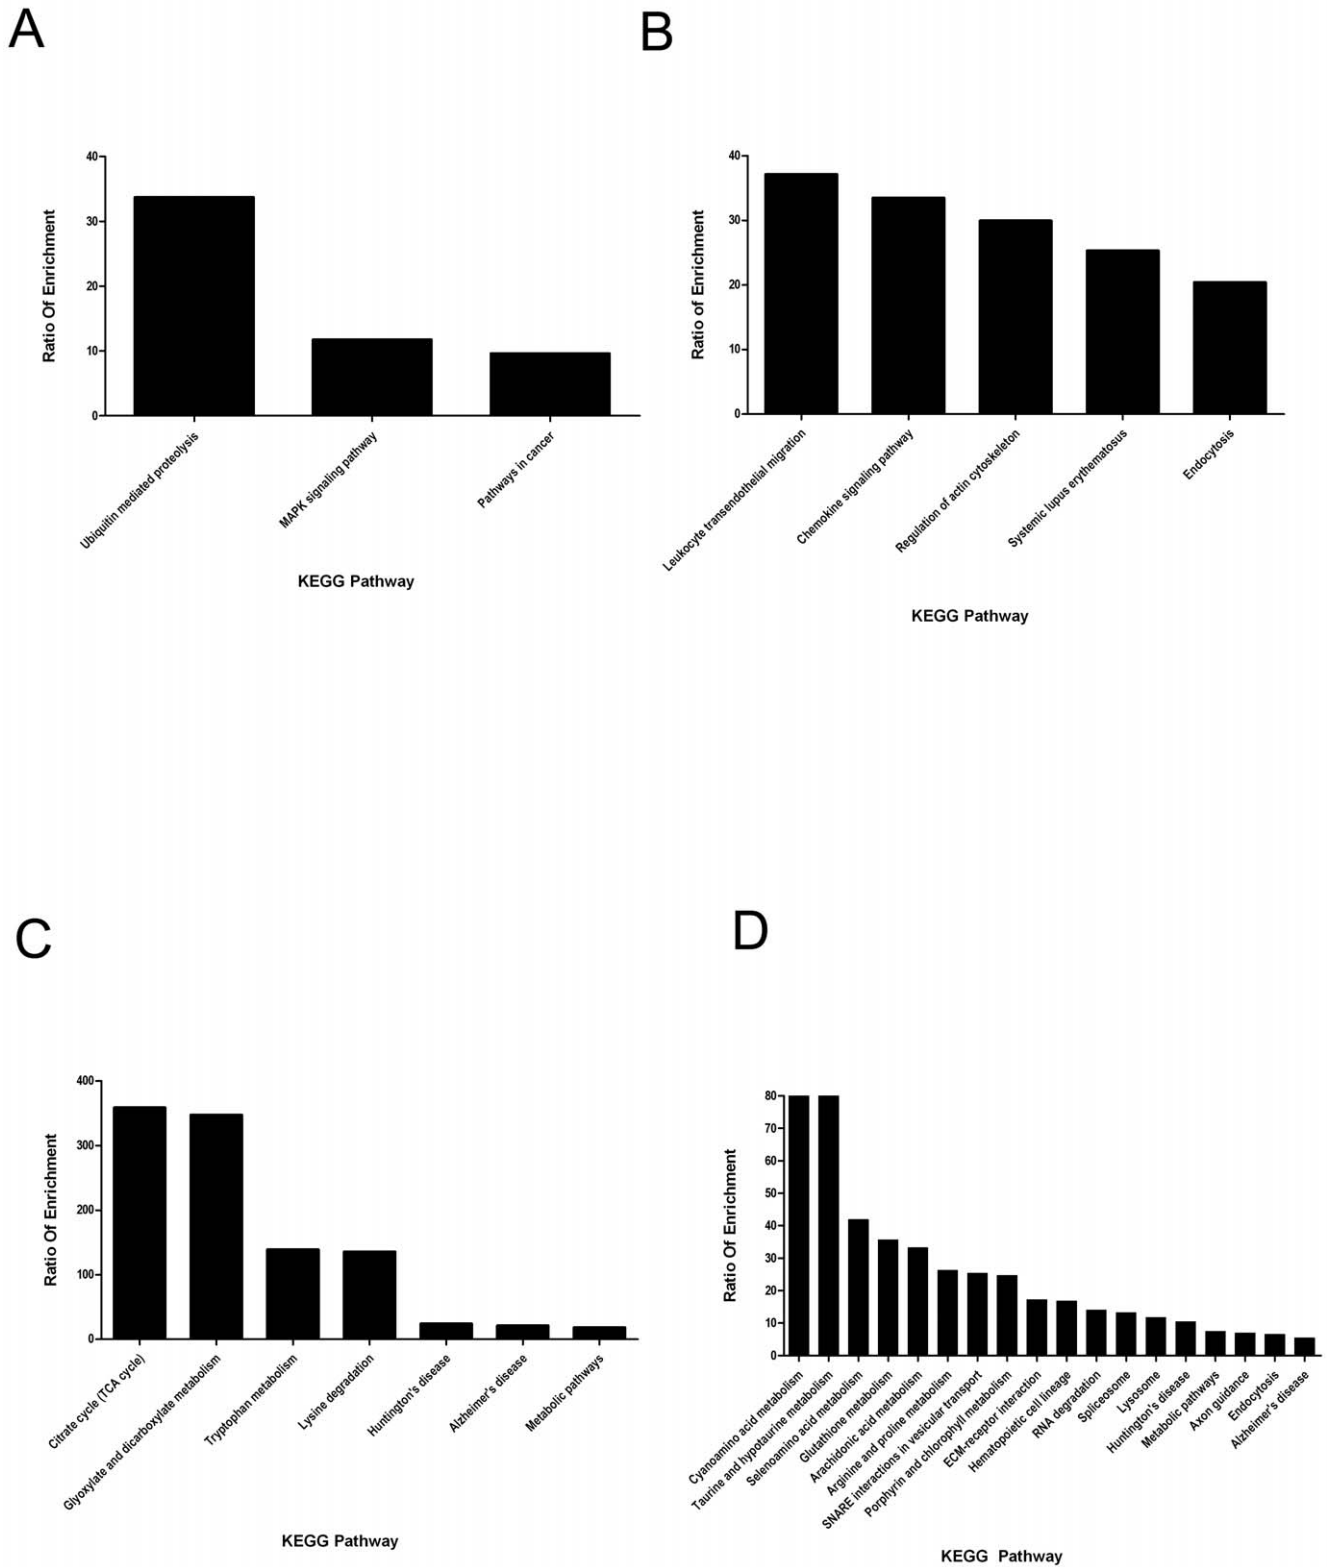 A
40
30
20
10
0
Ratio Of Enrichment
Ubiquitin mediated proteolysis
MAPK signaling pathway
Pathways in cancer
KEGG Pathway
B
40
30
20
10
0
Ratio of Enrichment
Leukocyte transendothelial migration
Chemokine signaling pathway
Regulation of actin cytoskeleton
Systemic lupus erythematosus
Endocytosis
KEGG Pathway
C
400
300
200
100
0
Ratio Of Enrichment
Citrate cycle (TCA cycle)
Glyoxylate and dicarboxylate metabolism
Tryptophan metabolism
Lysine degradation
Huntington's disease
Alzheimer's disease
Metabolic pathways
KEGG Pathway
D
80
70
60
50
40
30
20
10
0
Ratio Of Enrichment
Cyanoamino acid metabolism
Taurine and hypotaurine metabolism
Selenoamino acid metabolism
Glutathione metabolism
Arachidonic acid metabolism
Arginine and proline metabolism
SNARE interactions in vesicular transport
Porphyrin and chlorophyll metabolism
ECM-receptor interaction
Hematopoietic cell lineage
RNA degradation
Spliceosome
Lysosome
Huntington's disease
Metabolic pathways
Axon guidance
Endocytosis
Alzheimer's disease
KEGG Pathway